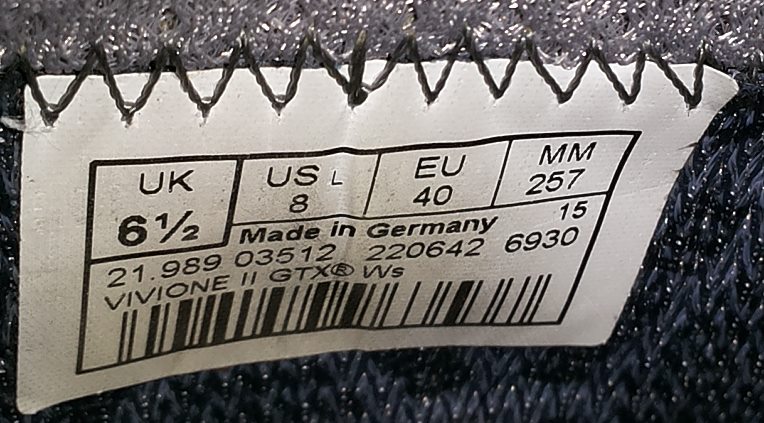 UK US L EU MM
6½ 8 40 257
Made in Germany 15
21.989 03512 220642 6930
VIVIONE II GTX® Ws